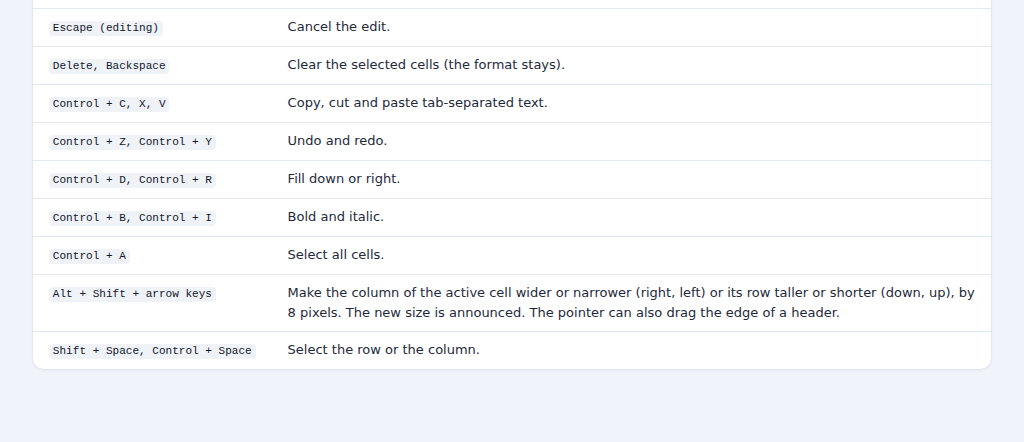 Escape (editing) Cancel the edit.
Delete, Backspace Clear the selected cells (the format stays).
Control + C, X, V Copy, cut and paste tab-separated text.
Control + Z, Control + Y Undo and redo.
Control + D, Control + R Fill down or right.
Control + B, Control + I Bold and italic.
Control + A Select all cells.
Alt + Shift + arrow keys Make the column of the active cell wider or narrower (right, left) or its row taller or shorter (down, up), by
8 pixels. The new size is announced. The pointer can also drag the edge of a header.
Shift + Space, Control + Space Select the row or the column.